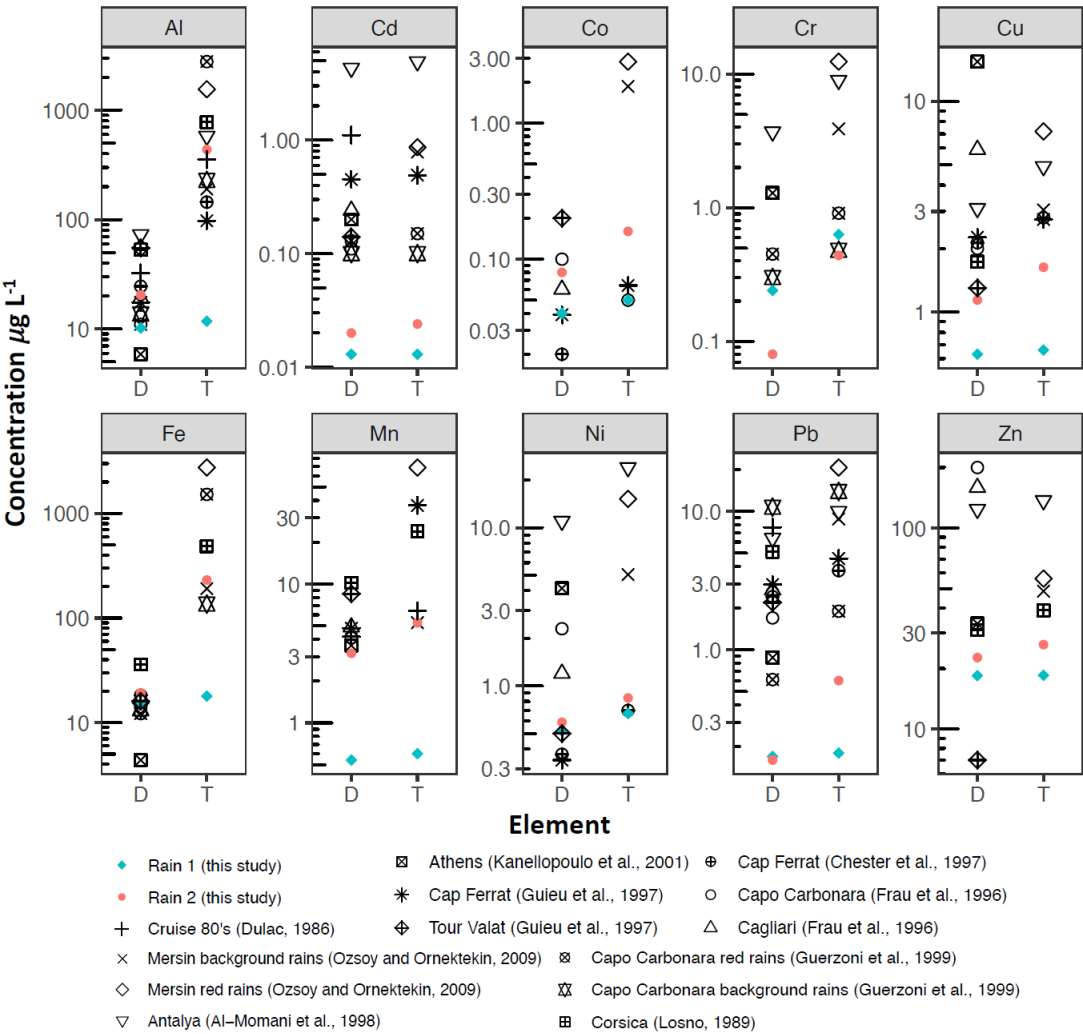 Al Cd Co Cr Cu
1000
100
10
1.00
0.10
0.01
3.00
1.00
0.30
0.10
0.03
10.0
1.0
0.1
10
3
1
D T D T D T D T D T
Concentration μg L⁻¹
Fe Mn Ni Pb Zn
1000
100
10
30
10
3
1
10.0
3.0
1.0
0.3
10.0
3.0
1.0
0.3
100
30
10
D T D T D T D T D T
Element
Rain 1 (this study)
Rain 2 (this study)
Cruise 80's (Dulac, 1986)
Mersin background rains (Ozsoy and Ornektekin, 2009)
Mersin red rains (Ozsoy and Ornektekin, 2009)
Antalya (Al−Momani et al., 1998)
Athens (Kanellopoulo et al., 2001)
Cap Ferrat (Guieu et al., 1997)
Tour Valat (Guieu et al., 1997)
Cap Ferrat (Chester et al., 1997)
Capo Carbonara (Frau et al., 1996)
Cagliari (Frau et al., 1996)
Capo Carbonara red rains (Guerzoni et al., 1999)
Capo Carbonara background rains (Guerzoni et al., 1999)
Corsica (Losno, 1989)